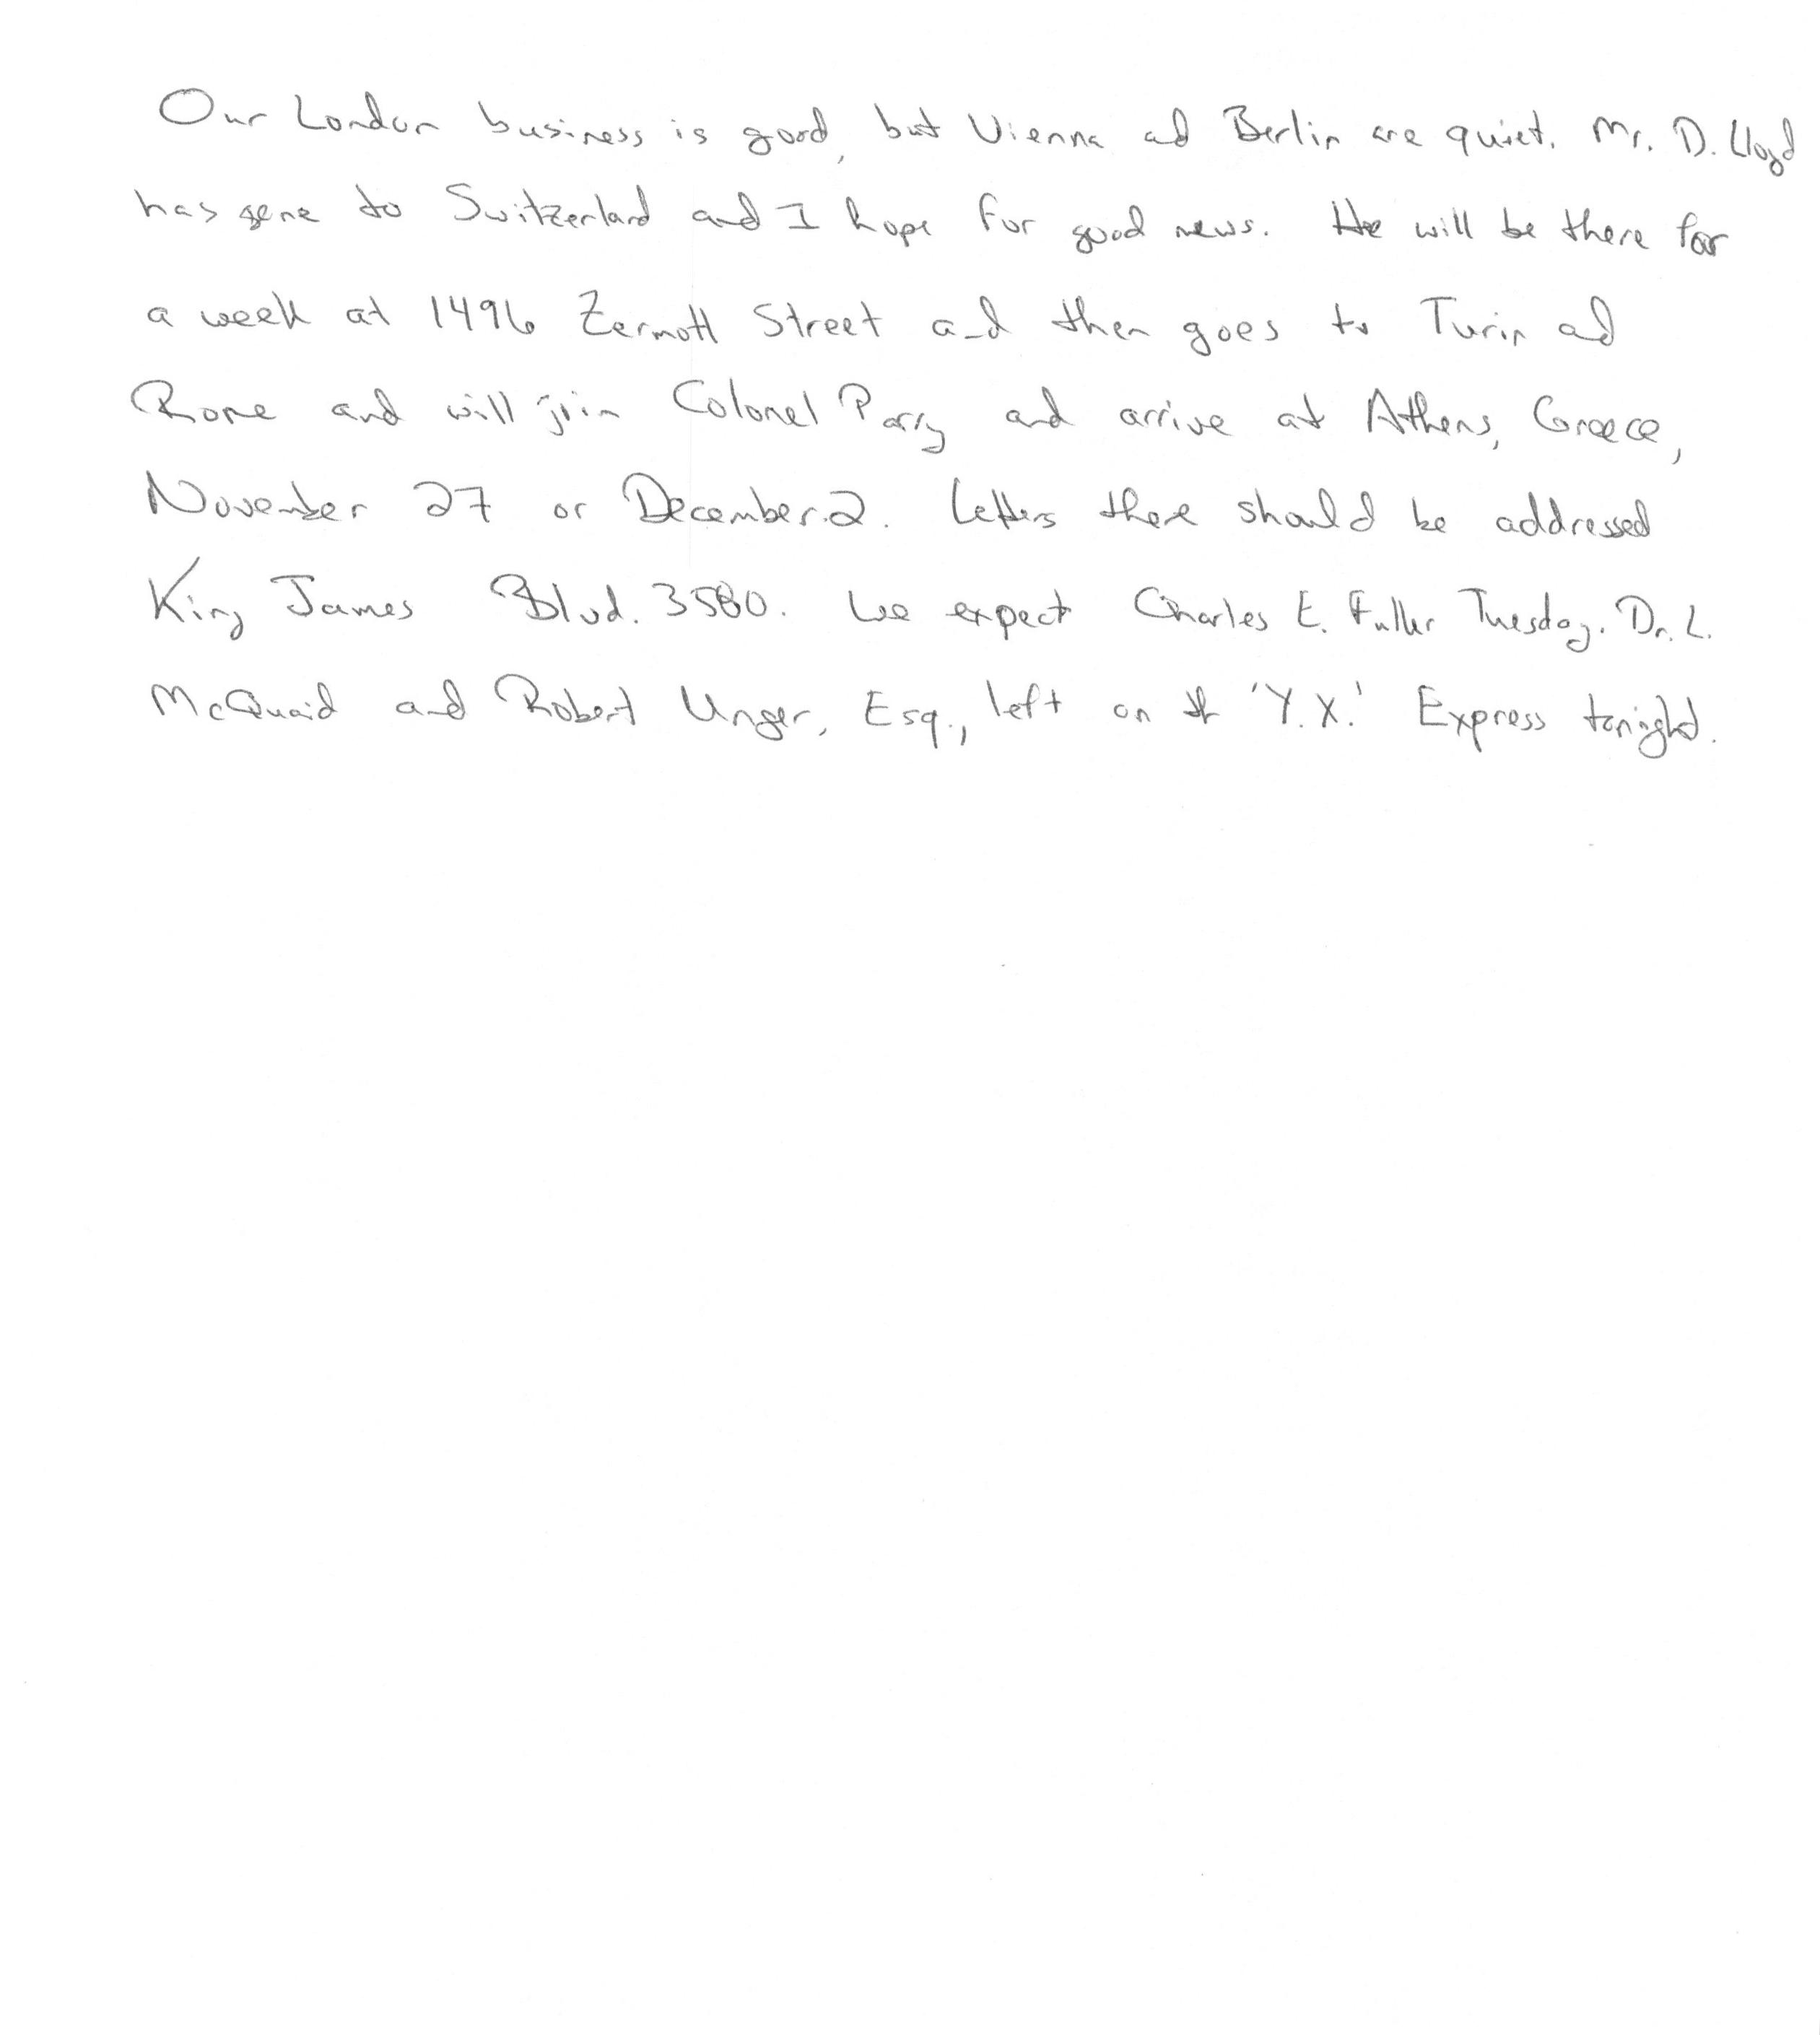 Our London business is good, but Vienna and Berlin are quiet. Mr. D. Lloyd
has gone to Switzerland and I hope for good news. He will be there for
a week at 1496 Zermott Street and then goes to Turin and
Rome and will join Colonel Parry and arrive at Athens, Greece,
November 27 or December 2. Letters there should be addressed
King James Blvd. 3580. We expect Charles E. Fuller Tuesday. Dr. L.
McQuaid and Robert Unger, Esq., left on the 'Y.X.' Express tonight.